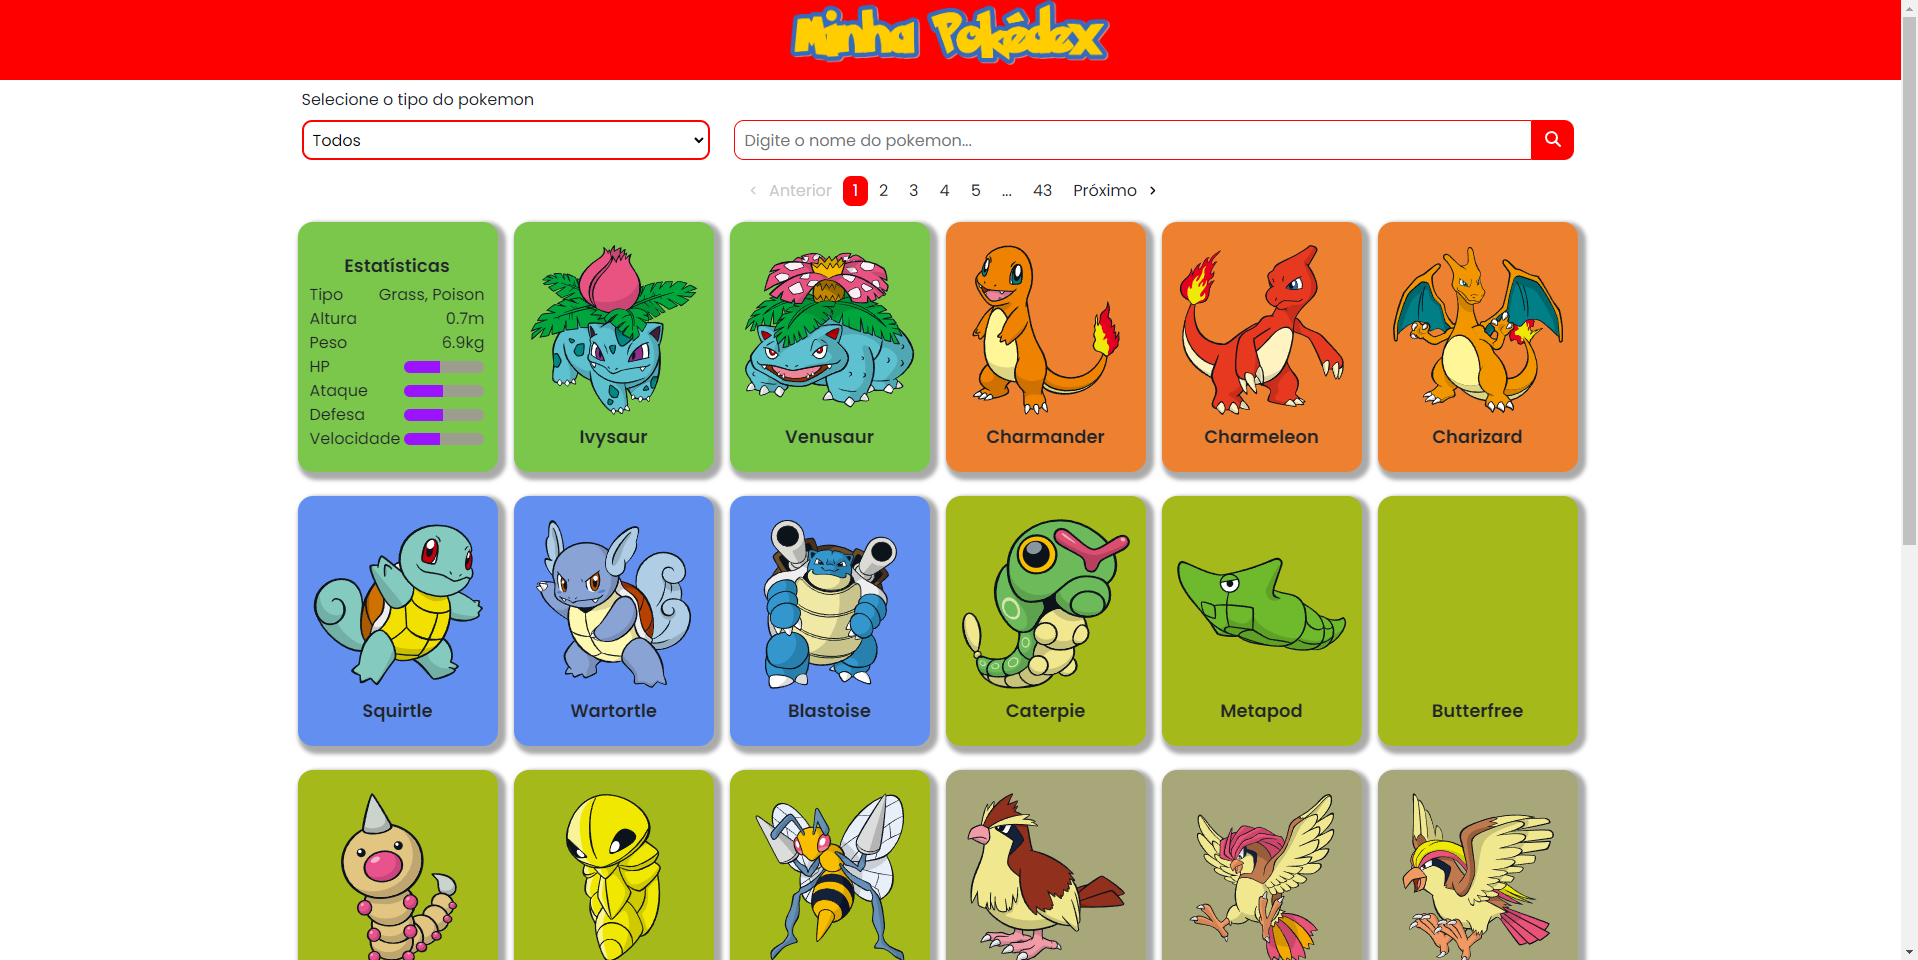 Minha Pokédex
Selecione o tipo do pokemon
Todos
Digite o nome do pokemon...
‹ Anterior 1 2 3 4 5 ... 43 Próximo ›
Estatísticas
Tipo Grass, Poison
Altura 0.7m
Peso 6.9kg
HP
Ataque
Defesa
Velocidade
Ivysaur
Venusaur
Charmander
Charmeleon
Charizard
Squirtle
Wartortle
Blastoise
Caterpie
Metapod
Butterfree